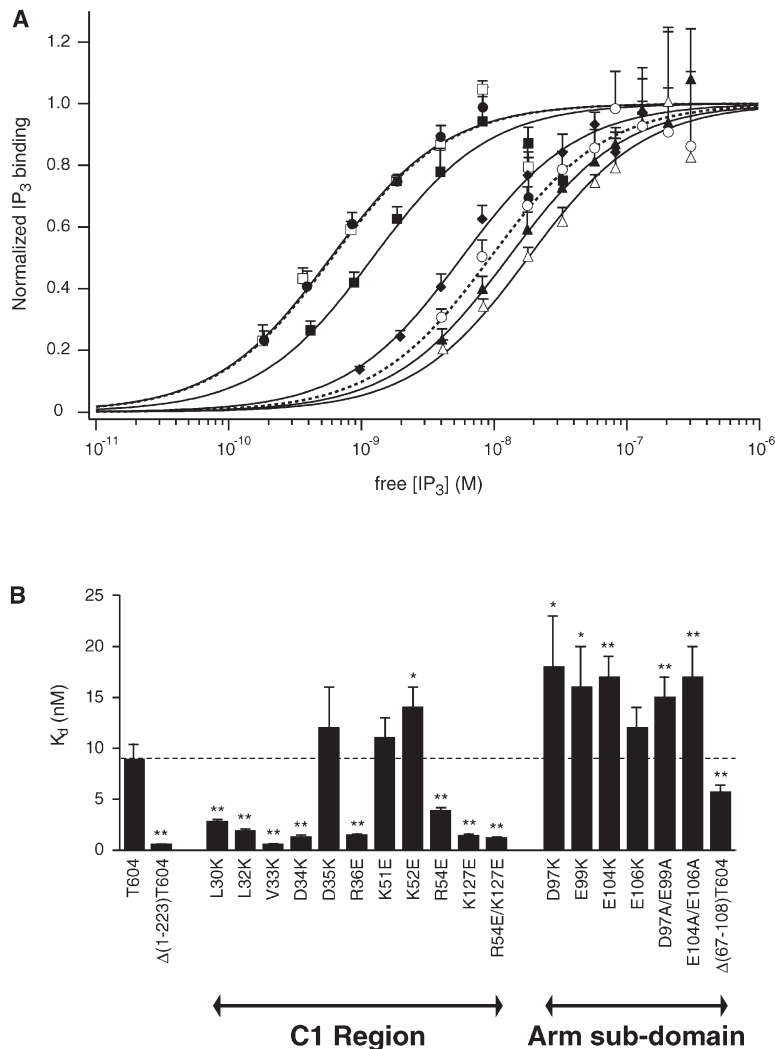 A
Normalized IP3 binding
1.2
1.0
0.8
0.6
0.4
0.2
0
10-11
10-10
10-9
10-8
10-7
10-6
free [IP3] (M)
B
Kd (nM)
25
20
15
10
5
0
**
**
**
**
**
**
*
**
**
**
*
*
**
**
**
**
T604
Δ(1-223)T604
L30K
L32K
V33K
D34K
D35K
R36E
K51E
K52E
R54E
K127E
R54E/K127E
D97K
E99K
E104K
E106K
D97A/E99A
E104A/E106A
Δ(67-108)T604
C1 Region
Arm sub-domain